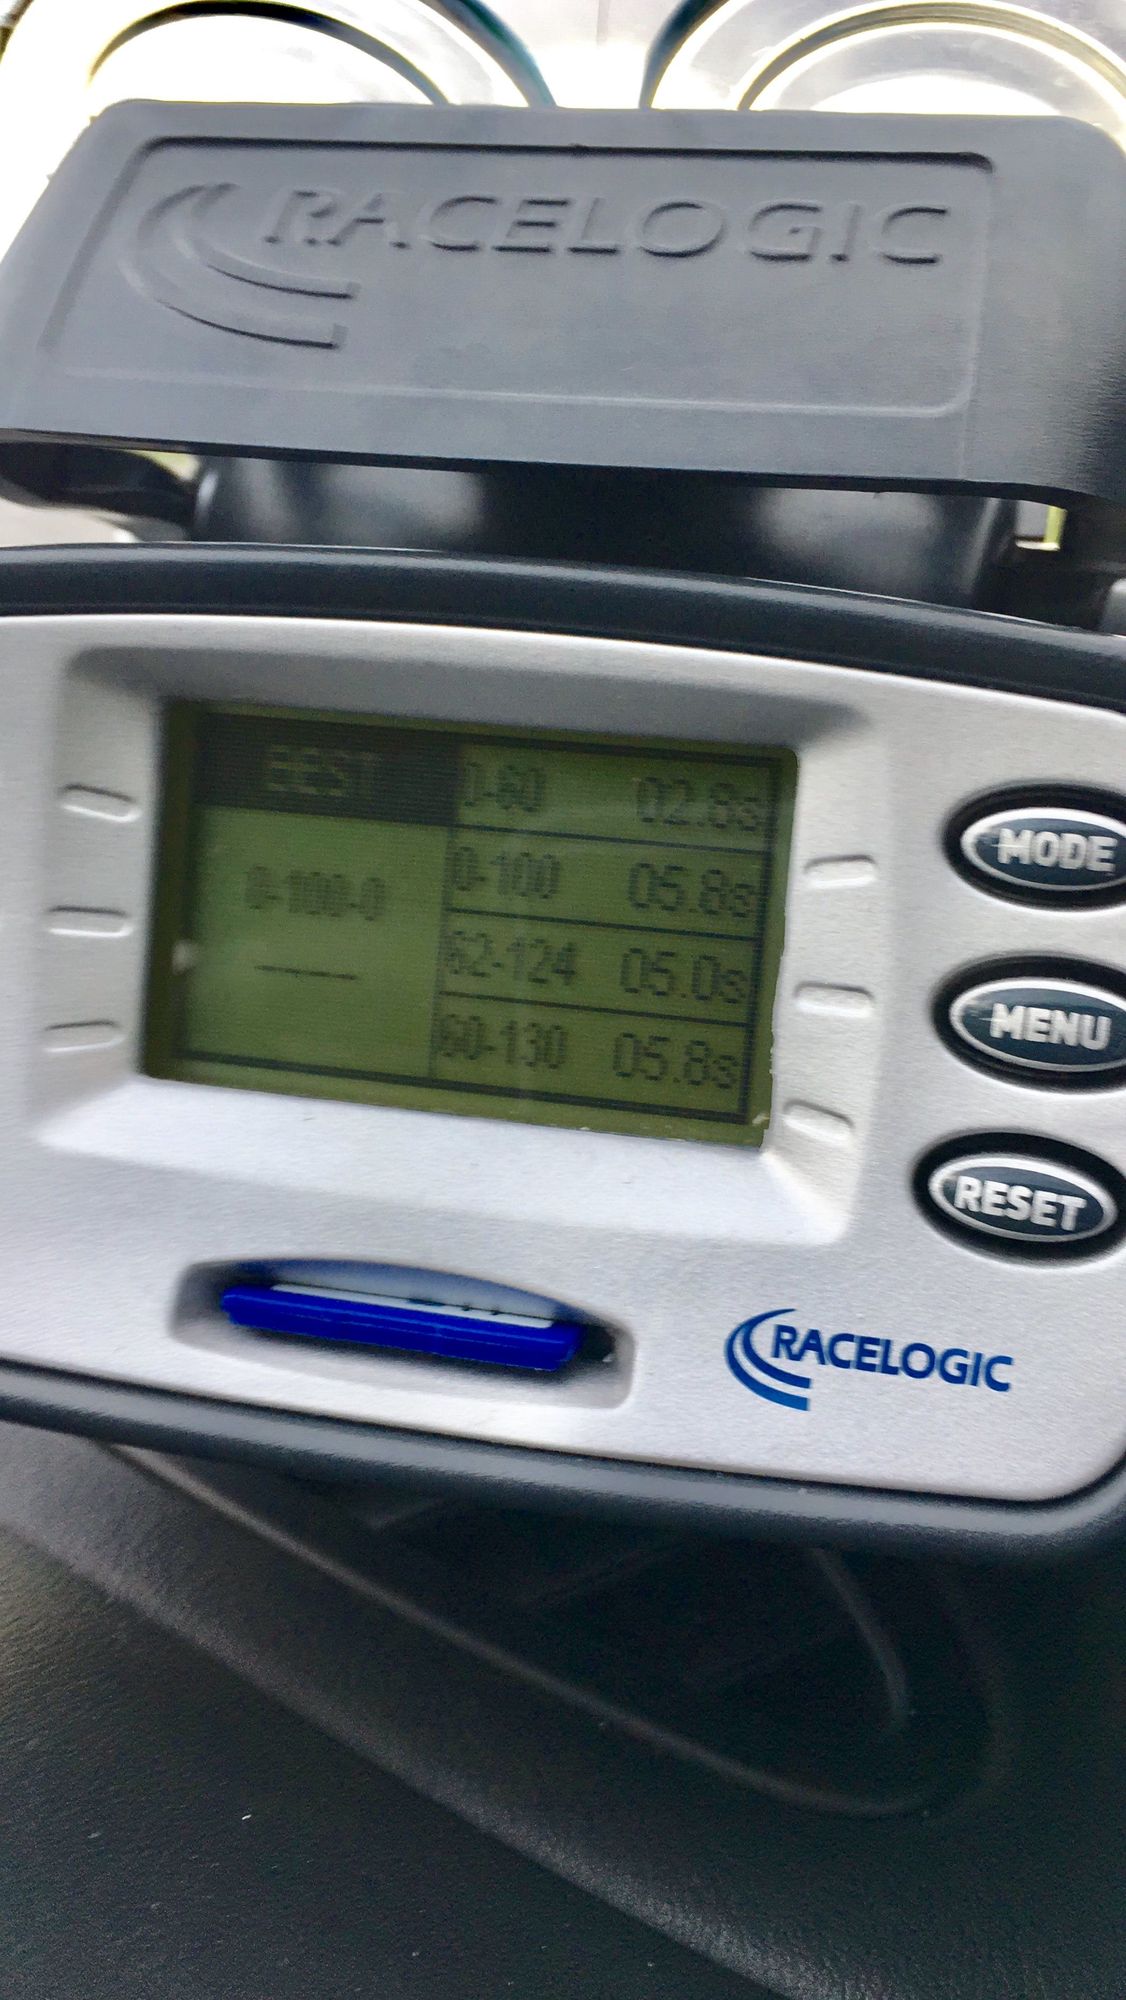 RACELOGIC
BEST
0-100-0
0-60 02.8s
0-100 05.8s
62-124 05.0s
60-130 05.8s
MODE
MENU
RESET
RACELOGIC